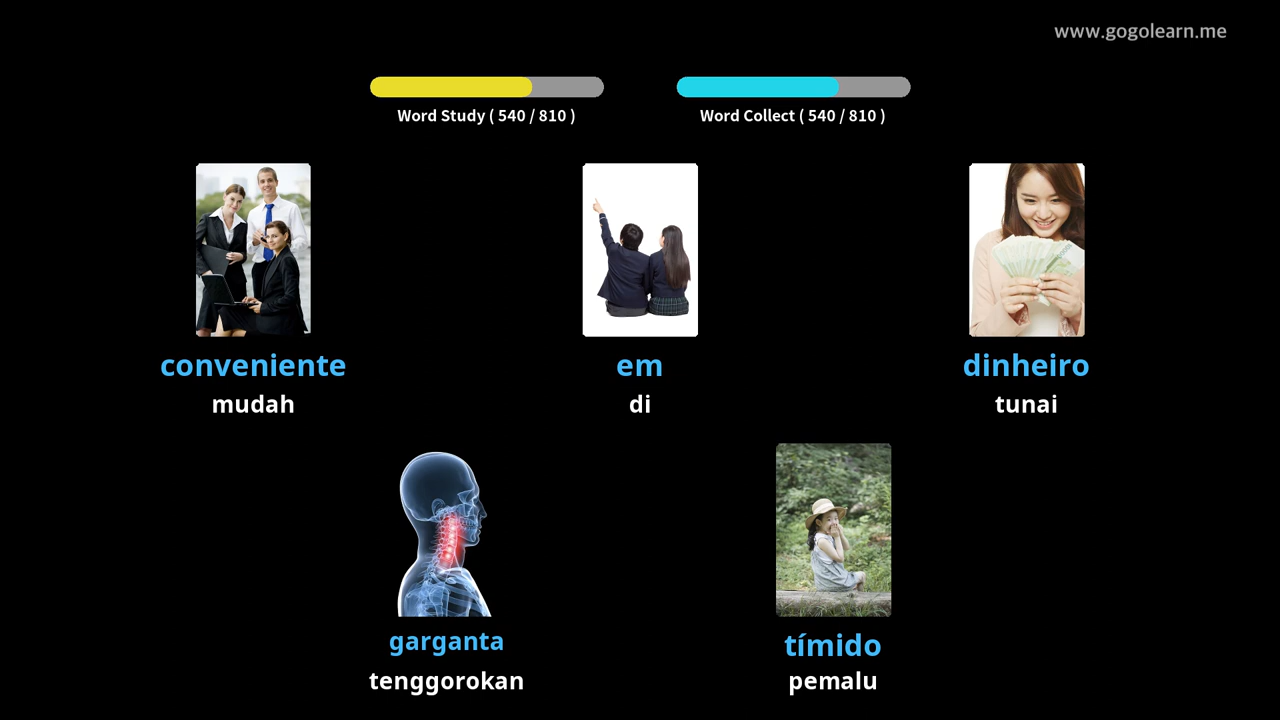 www.gogolearn.me
Word Study ( 540 / 810 )
Word Collect ( 540 / 810 )
conveniente
mudah
em
di
dinheiro
tunai
garganta
tenggorokan
tímido
pemalu